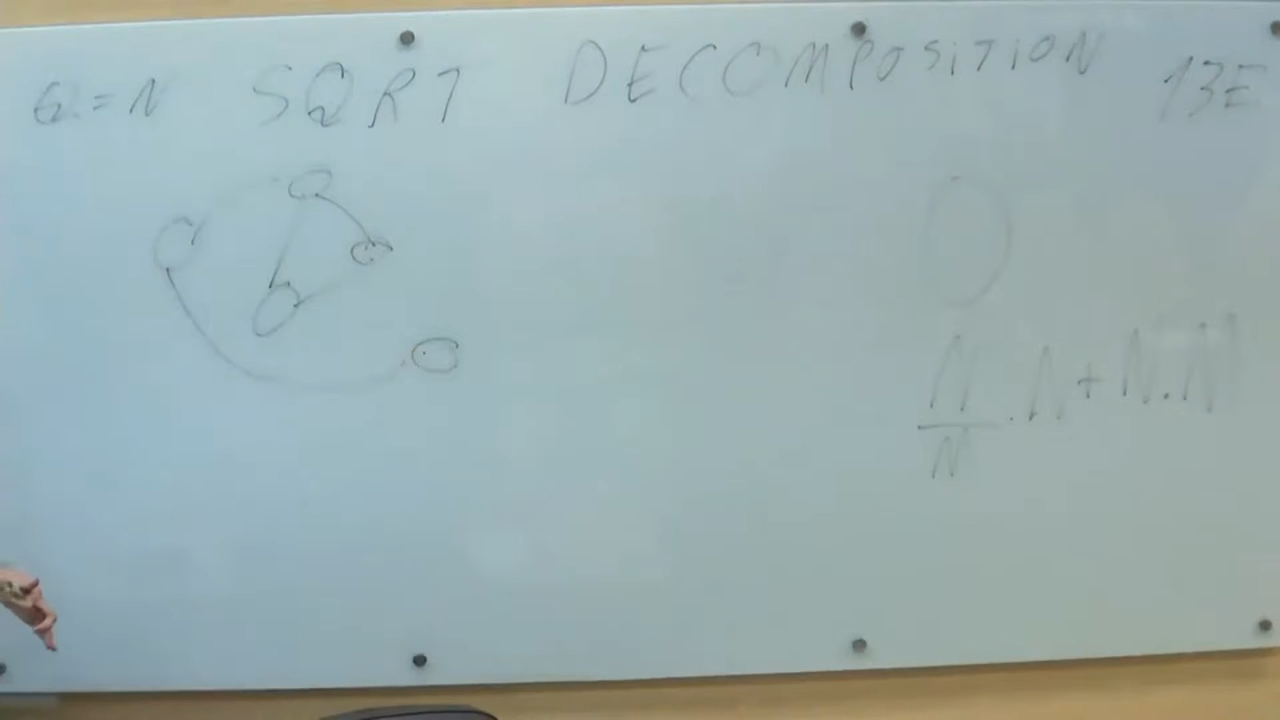 Q = N SQRT DECOMPOSITION 13E
N/N . N + N . N